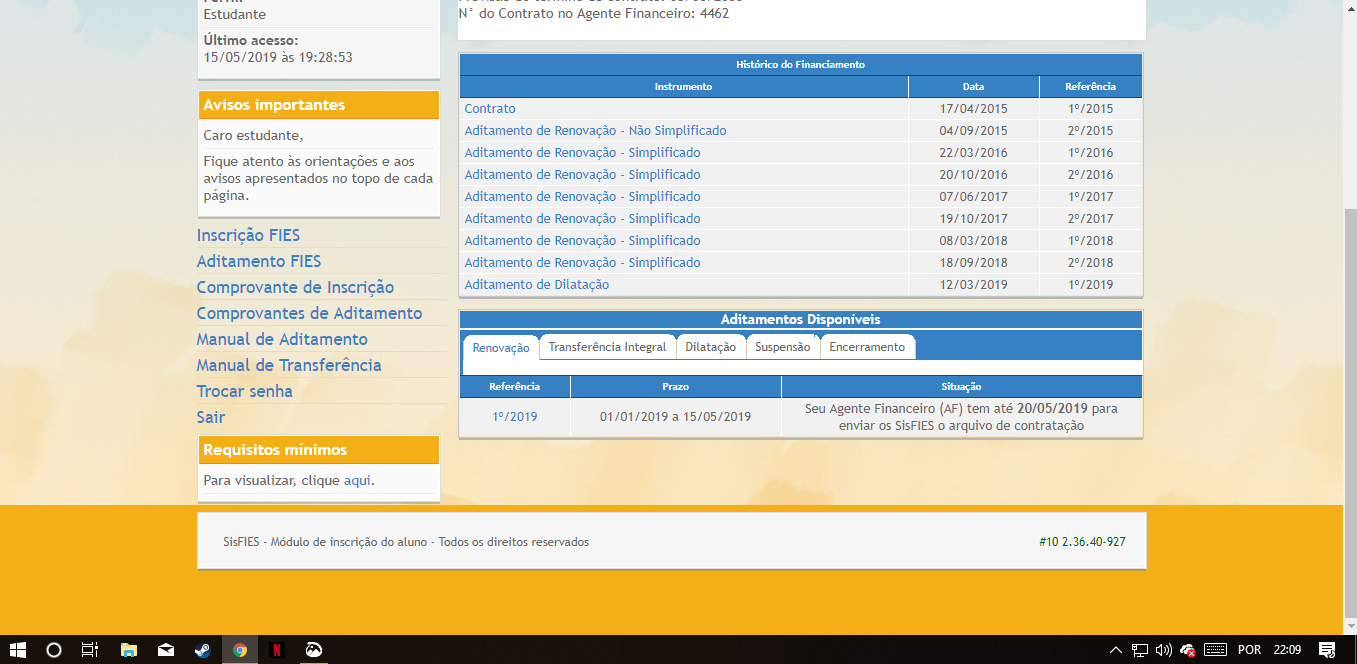 Estudante
Último acesso:
15/05/2019 às 19:28:53
Avisos importantes
Caro estudante,
Fique atento às orientações e aos
avisos apresentados no topo de cada
página.
Inscrição FIES
Aditamento FIES
Comprovante de Inscrição
Comprovantes de Aditamento
Manual de Aditamento
Manual de Transferência
Trocar senha
Sair
Requisitos mínimos
Para visualizar, clique aqui.
N° do Contrato no Agente Financeiro: 4462
Histórico do Financiamento
Instrumento Data Referência
Contrato 17/04/2015 1º/2015
Aditamento de Renovação - Não Simplificado 04/09/2015 2º/2015
Aditamento de Renovação - Simplificado 22/03/2016 1º/2016
Aditamento de Renovação - Simplificado 20/10/2016 2º/2016
Aditamento de Renovação - Simplificado 07/06/2017 1º/2017
Aditamento de Renovação - Simplificado 19/10/2017 2º/2017
Aditamento de Renovação - Simplificado 08/03/2018 1º/2018
Aditamento de Renovação - Simplificado 18/09/2018 2º/2018
Aditamento de Dilatação 12/03/2019 1º/2019
Aditamentos Disponíveis
Renovação Transferência Integral Dilatação Suspensão Encerramento
Referência Prazo Situação
1º/2019 01/01/2019 a 15/05/2019 Seu Agente Financeiro (AF) tem até 20/05/2019 para
enviar os SisFIES o arquivo de contratação
SisFIES - Módulo de inscrição do aluno - Todos os direitos reservados #10 2.36.40-927
N
POR 22:09